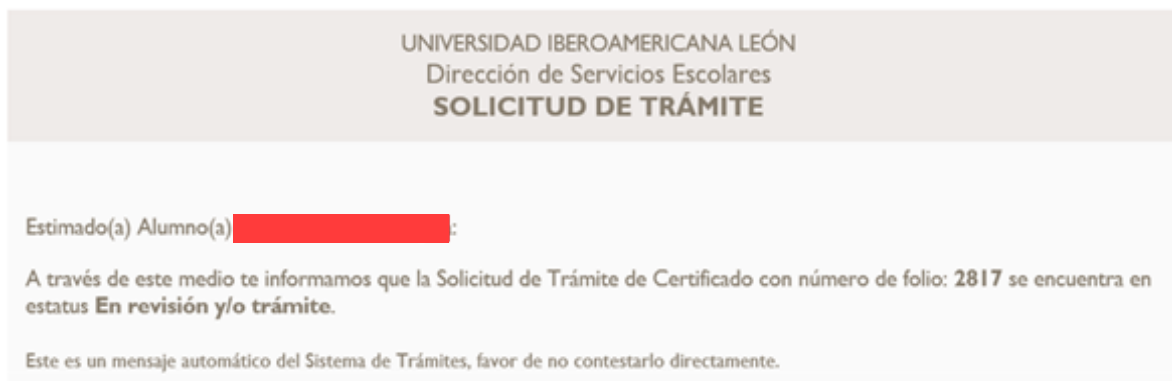 UNIVERSIDAD IBEROAMERICANA LEÓN
Dirección de Servicios Escolares
SOLICITUD DE TRÁMITE
Estimado(a) Alumno(a) :
A través de este medio te informamos que la Solicitud de Trámite de Certificado con número de folio: 2817 se encuentra en
estatus En revisión y/o trámite.
Este es un mensaje automático del Sistema de Trámites, favor de no contestarlo directamente.